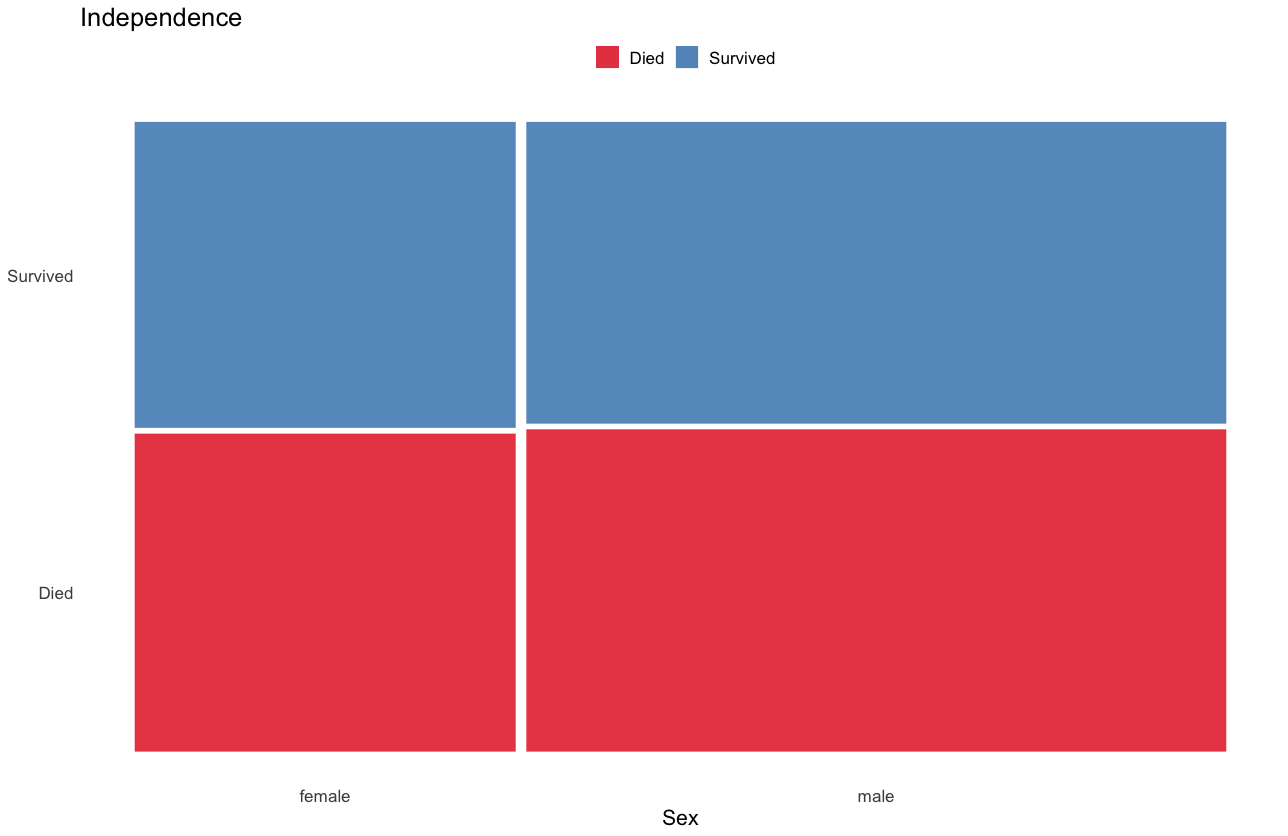 Independence
Died Survived
Survived
Died
female male
Sex